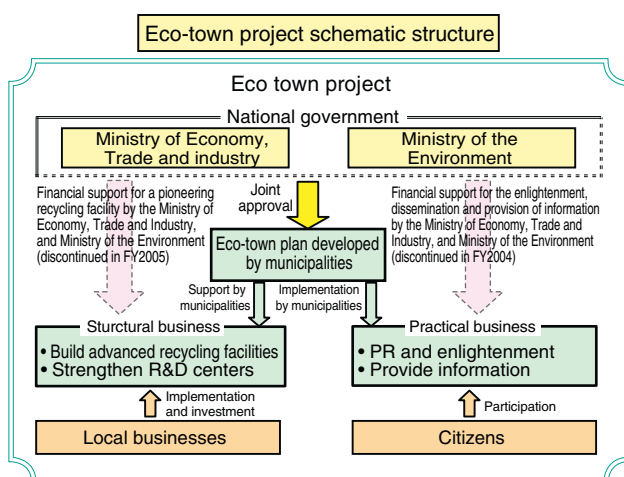 Eco-town project schematic structure
Eco town project
National government
Ministry of Economy,
Trade and industry
Ministry of the
Environment
Financial support for a pioneering
recycling facility by the Ministry of
Economy, Trade and Industry,
and Ministry of the Environment
(discontinued in FY2005)
Joint
approval
Financial support for the enlightenment,
dissemination and provision of information
by the Ministry of Economy, Trade and
Industry, and Ministry of the Environment
(discontinued in FY2004)
Eco-town plan developed
by municipalities
Support by
municipalities
Implementation
by municipalities
Sturctural business
• Build advanced recycling facilities
• Strengthen R&D centers
Practical business
• PR and enlightenment
• Provide information
Implementation
and investment
Participation
Local businesses
Citizens